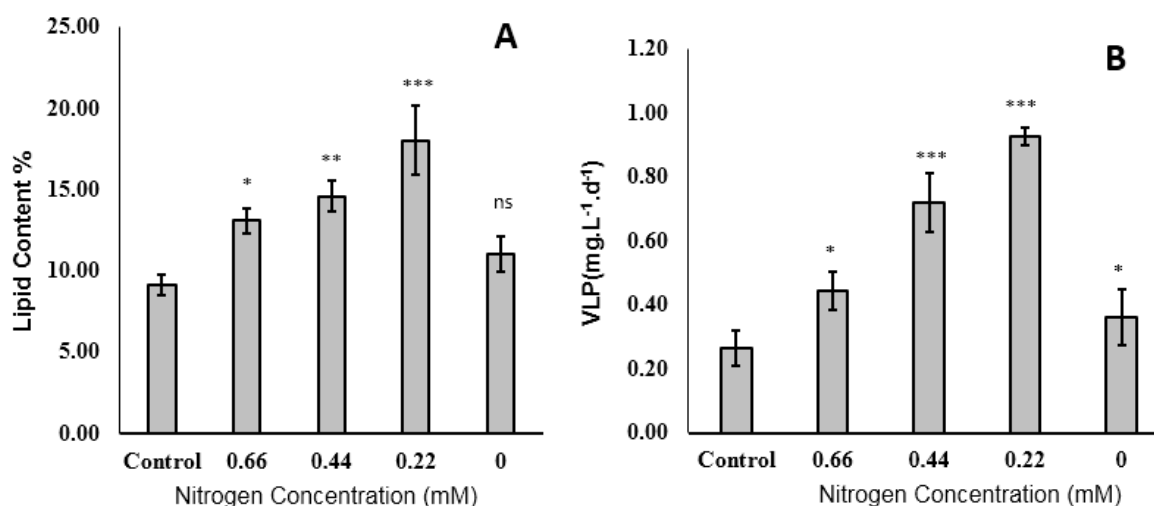 A
Lipid Content %
25.00
20.00
15.00
10.00
5.00
0.00
*
**
***
ns
Control 0.66 0.44 0.22 0
Nitrogen Concentration (mM)
B
VLP(mg.L⁻¹.d⁻¹)
1.20
1.00
0.80
0.60
0.40
0.20
0.00
*
***
***
*
Control 0.66 0.44 0.22 0
Nitrogen Concentration (mM)